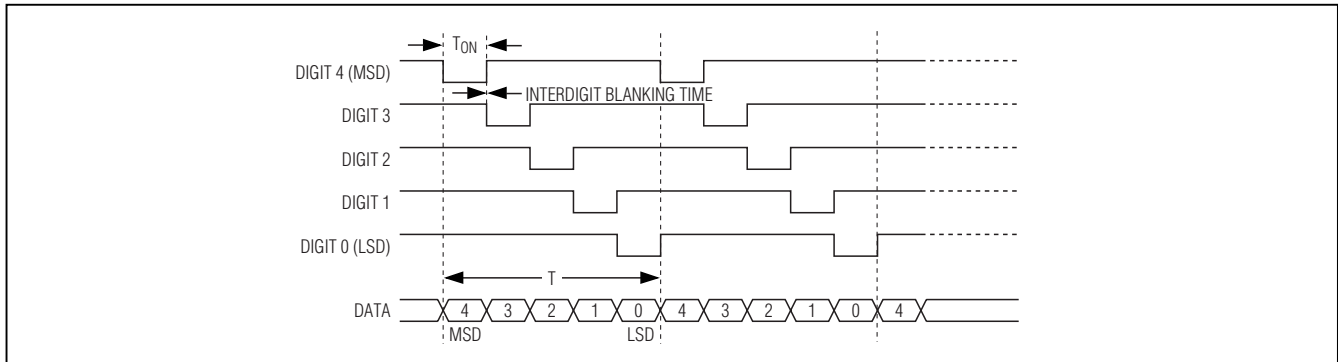 T_ON
DIGIT 4 (MSD)
INTERDIGIT BLANKING TIME
DIGIT 3
DIGIT 2
DIGIT 1
DIGIT 0 (LSD)
T
DATA 4 3 2 1 0 4 3 2 1 0 4
MSD LSD